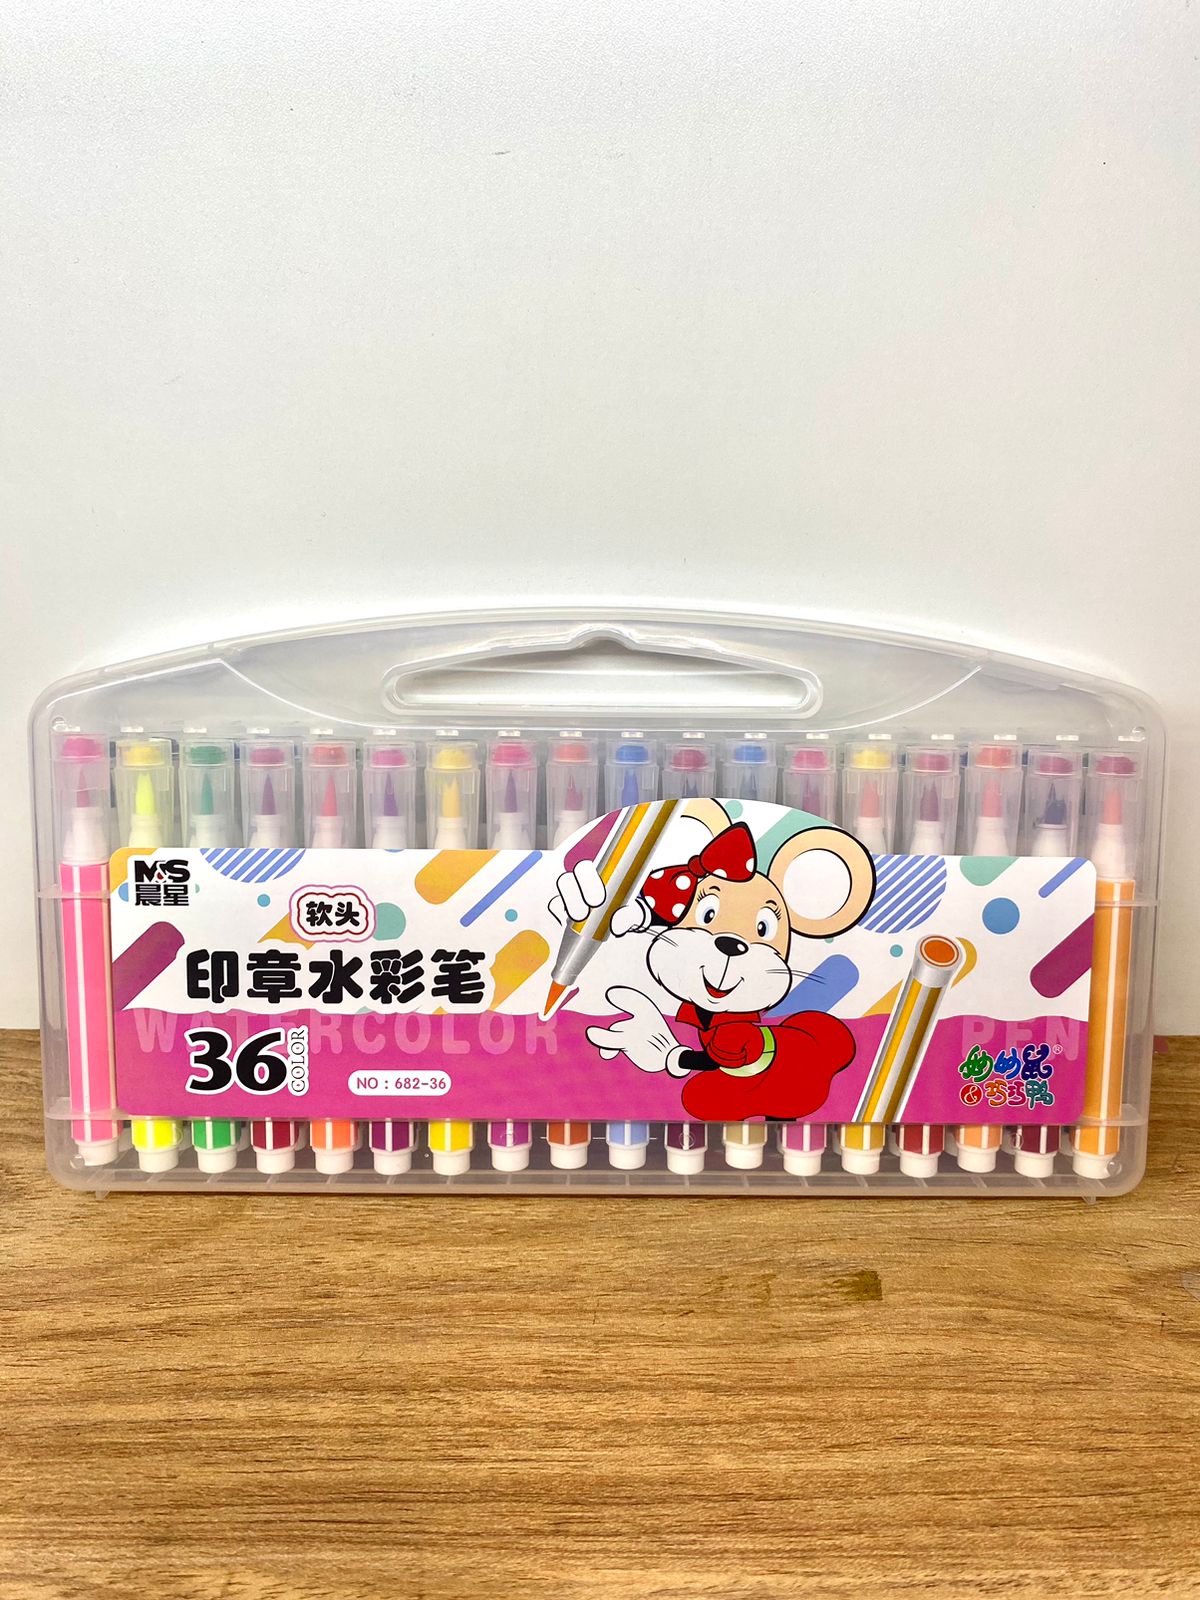 M&S
晨星
软头
印章水彩笔
WATERCOLOR PEN
36 COLOR
NO : 682-36
妙妙鼠®
&巧巧鸭